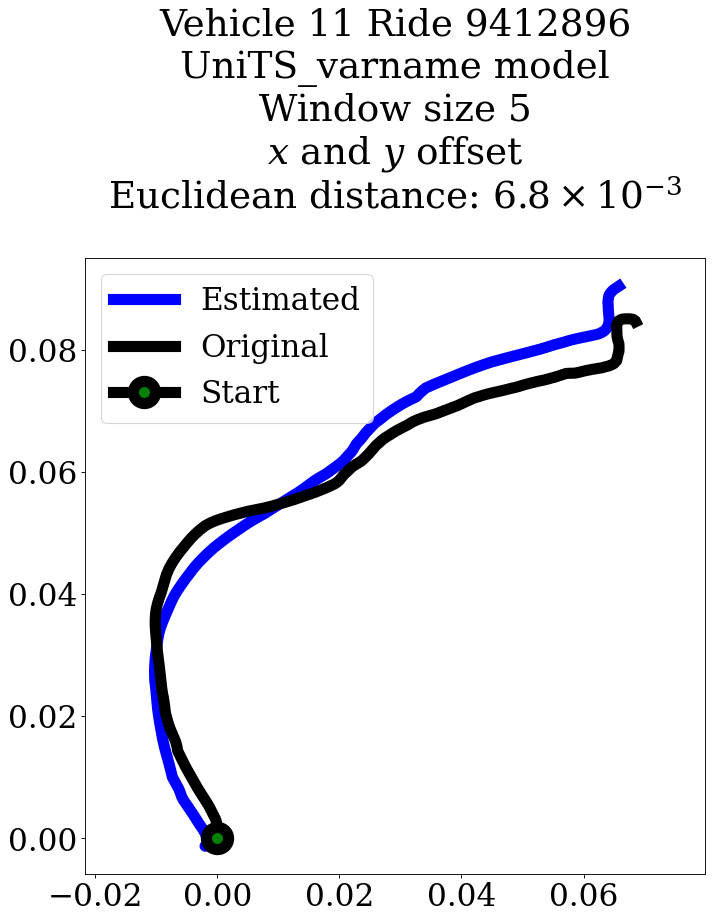 Vehicle 11 Ride 9412896
UniTS_varname model
Window size 5
x and y offset
Euclidean distance: 6.8 × 10⁻³
Estimated
Original
Start
0.08
0.06
0.04
0.02
0.00
−0.02 0.00 0.02 0.04 0.06